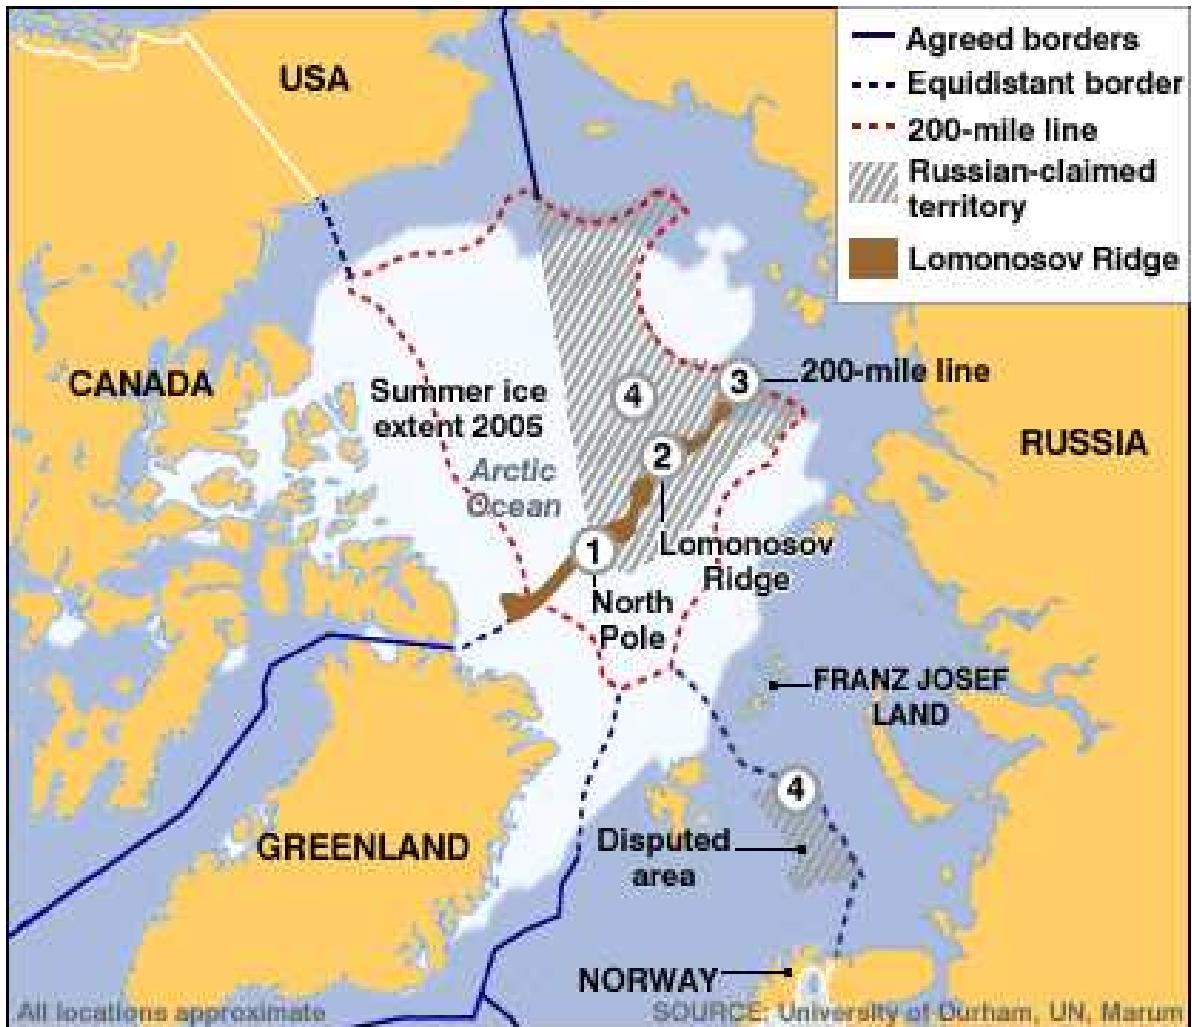 USA
Agreed borders
Equidistant border
200-mile line
Russian-claimed
territory
Lomonosov Ridge
CANADA
Summer ice
extent 2005
Arctic
Ocean
3
200-mile line
4
2
RUSSIA
1
Lomonosov
Ridge
North
Pole
FRANZ JOSEF
LAND
4
GREENLAND
Disputed
area
NORWAY
All locations approximate
SOURCE: University of Durham, UN, Marum